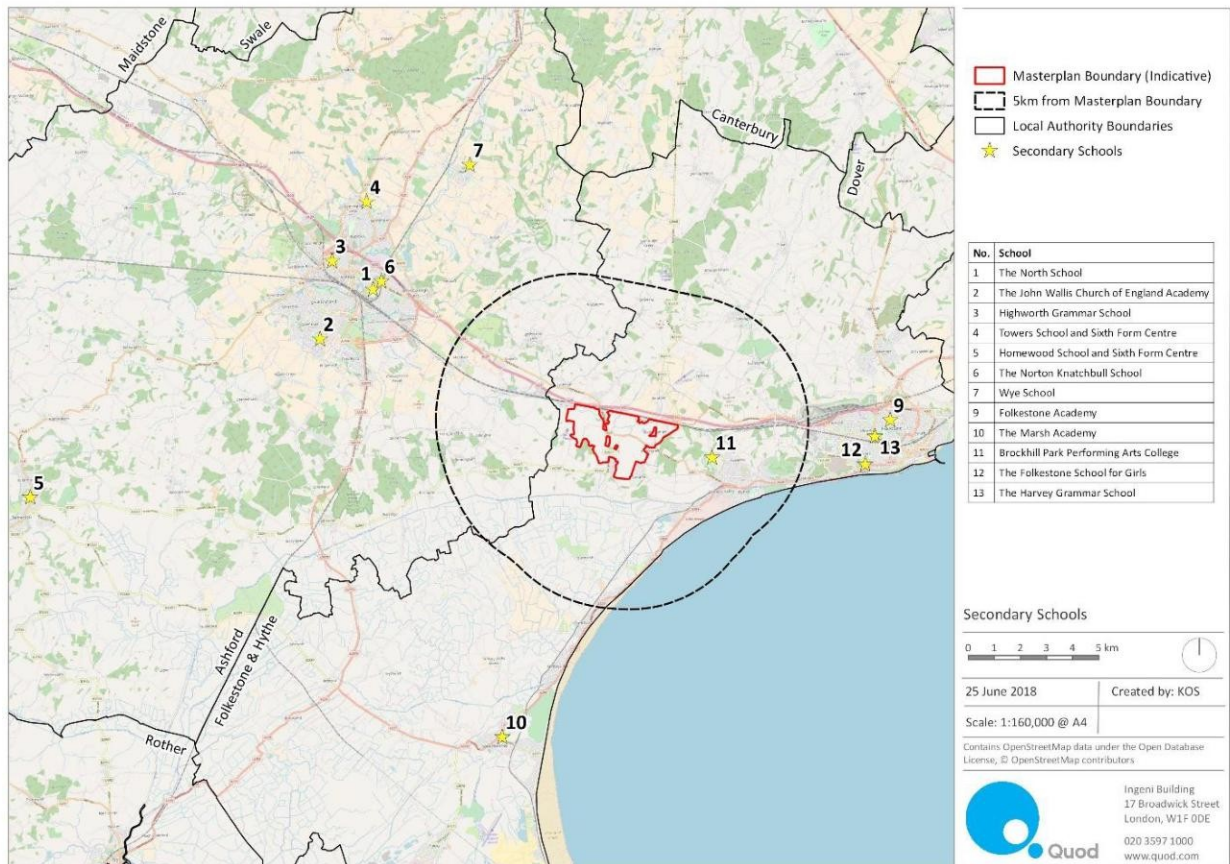 Maidstone
Swale
Canterbury
Dover
7
4
3
1
6
2
9
11
12
13
5
10
Ashford
Folkestone & Hythe
Rother
Masterplan Boundary (Indicative)
5km from Masterplan Boundary
Local Authority Boundaries
Secondary Schools
No. School
1 The North School
2 The John Wallis Church of England Academy
3 Highworth Grammar School
4 Towers School and Sixth Form Centre
5 Homewood School and Sixth Form Centre
6 The Norton Knatchbull School
7 Wye School
9 Folkestone Academy
10 The Marsh Academy
11 Brockhill Park Performing Arts College
12 The Folkestone School for Girls
13 The Harvey Grammar School
Secondary Schools
0 1 2 3 4 5 km
25 June 2018 Created by: KOS
Scale: 1:160,000 @ A4
Contains OpenStreetMap data under the Open Database
License, © OpenStreetMap contributors
Quod
Ingeni Building
17 Broadwick Street
London, W1F 0DE
020 3597 1000
www.quod.com